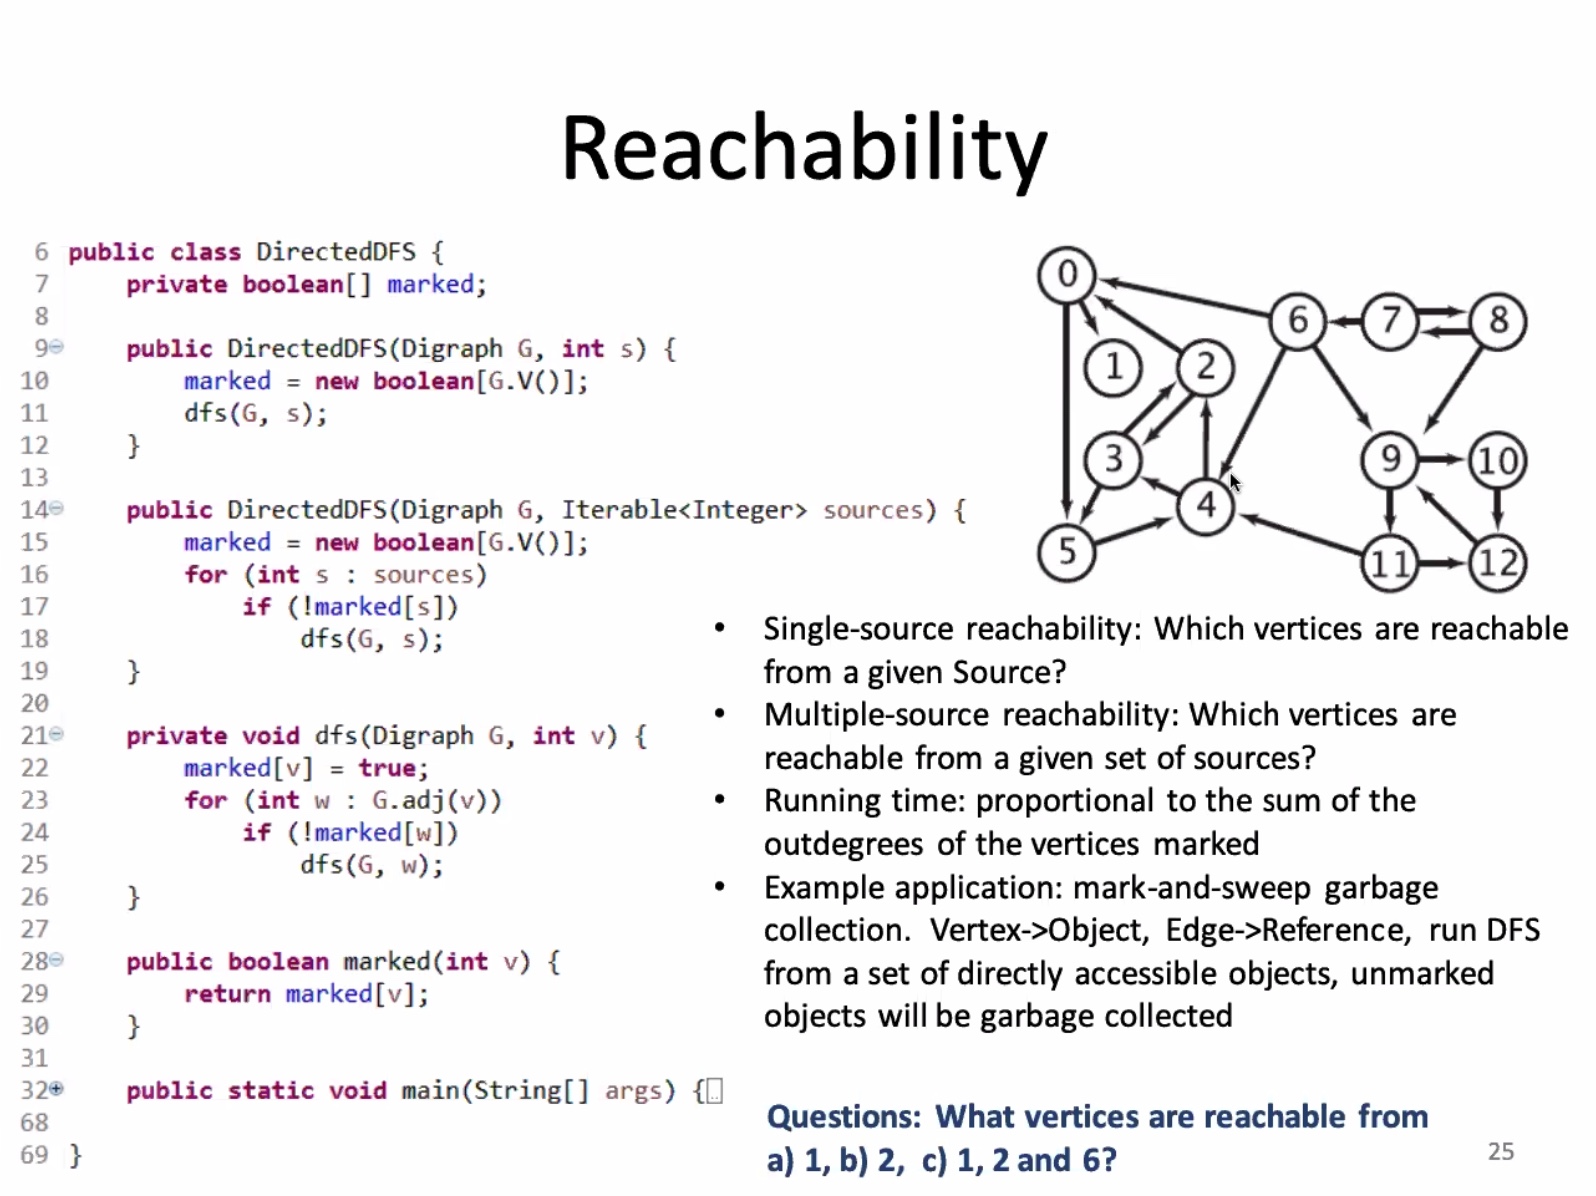 Reachability
6 public class DirectedDFS {
7 private boolean[] marked;
8
9 public DirectedDFS(Digraph G, int s) {
10 marked = new boolean[G.V()];
11 dfs(G, s);
12 }
13
14 public DirectedDFS(Digraph G, Iterable<Integer> sources) {
15 marked = new boolean[G.V()];
16 for (int s : sources)
17 if (!marked[s])
18 dfs(G, s);
19 }
20
21 private void dfs(Digraph G, int v) {
22 marked[v] = true;
23 for (int w : G.adj(v))
24 if (!marked[w])
25 dfs(G, w);
26 }
27
28 public boolean marked(int v) {
29 return marked[v];
30 }
31
32 public static void main(String[] args) {
68
69 }
0
6 7 8
1 2
3 9 10
4
5 11 12
• Single-source reachability: Which vertices are reachable
from a given Source?
• Multiple-source reachability: Which vertices are
reachable from a given set of sources?
• Running time: proportional to the sum of the
outdegrees of the vertices marked
• Example application: mark-and-sweep garbage
collection. Vertex->Object, Edge->Reference, run DFS
from a set of directly accessible objects, unmarked
objects will be garbage collected
Questions: What vertices are reachable from
a) 1, b) 2, c) 1, 2 and 6?
25